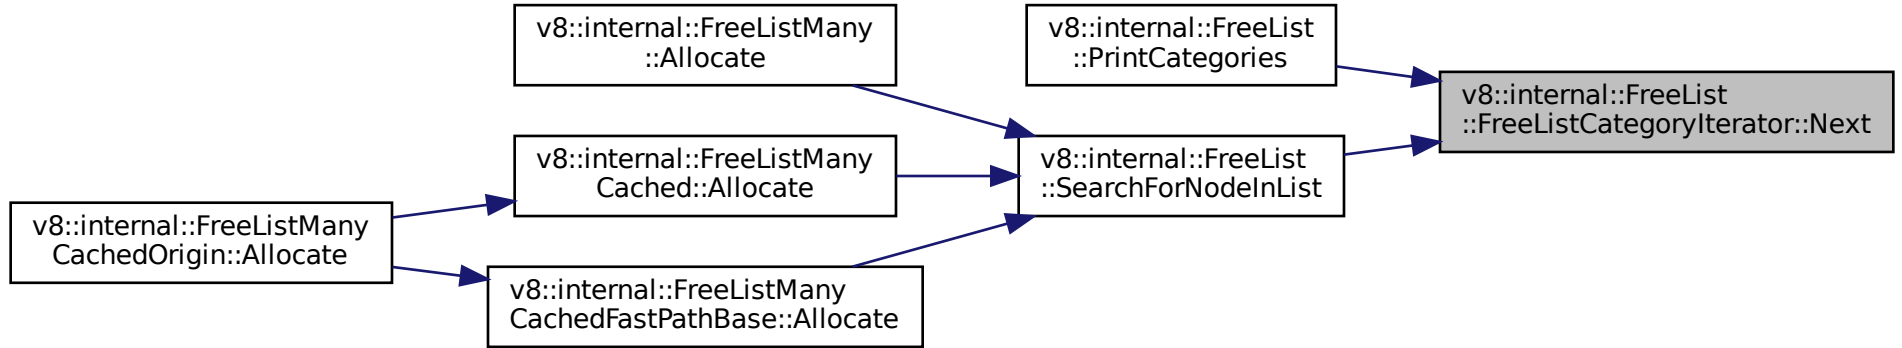 v8::internal::FreeListMany
::Allocate
v8::internal::FreeList
::PrintCategories
v8::internal::FreeList
::FreeListCategoryIterator::Next
v8::internal::FreeListMany
Cached::Allocate
v8::internal::FreeList
::SearchForNodeInList
v8::internal::FreeListMany
CachedOrigin::Allocate
v8::internal::FreeListMany
CachedFastPathBase::Allocate